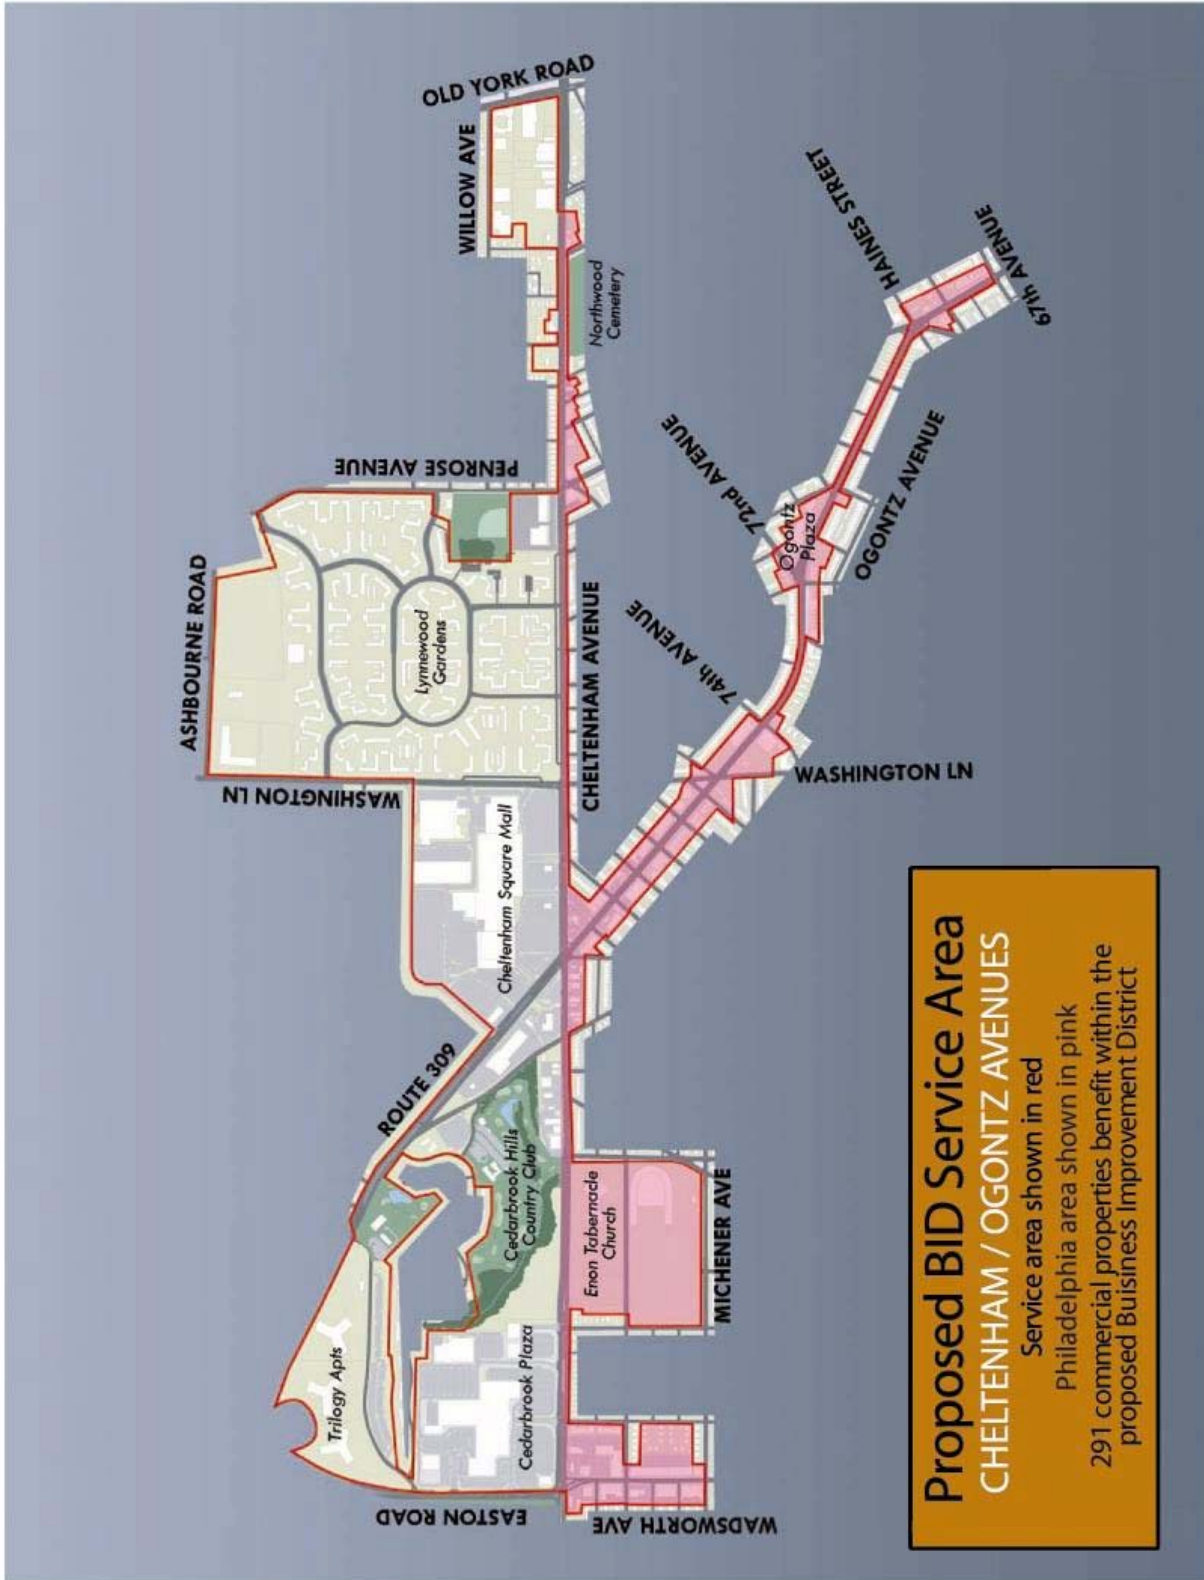 OLD YORK ROAD
WILLOW AVE
Northwood
Cemetery
HAINES STREET
67th AVENUE
PENROSE AVENUE
72nd AVENUE
Ogontz
Plaza
OGONTZ AVENUE
ASHBOURNE ROAD
Lynnewood
Gardens
CHELTENHAM AVENUE
74th AVENUE
WASHINGTON LN
WASHINGTON LN
Cheltenham Square Mall
ROUTE 309
Cedarbrook Hills
Country Club
Enon Tabernacle
Church
MICHENER AVE
Trilogy Apts
Cedarbrook Plaza
EASTON ROAD
WADSWORTH AVE
Proposed BID Service Area
CHELTENHAM / OGONTZ AVENUES
Service area shown in red
Philadelphia area shown in pink
291 commercial properties benefit within the
proposed Buisiness Improvement District